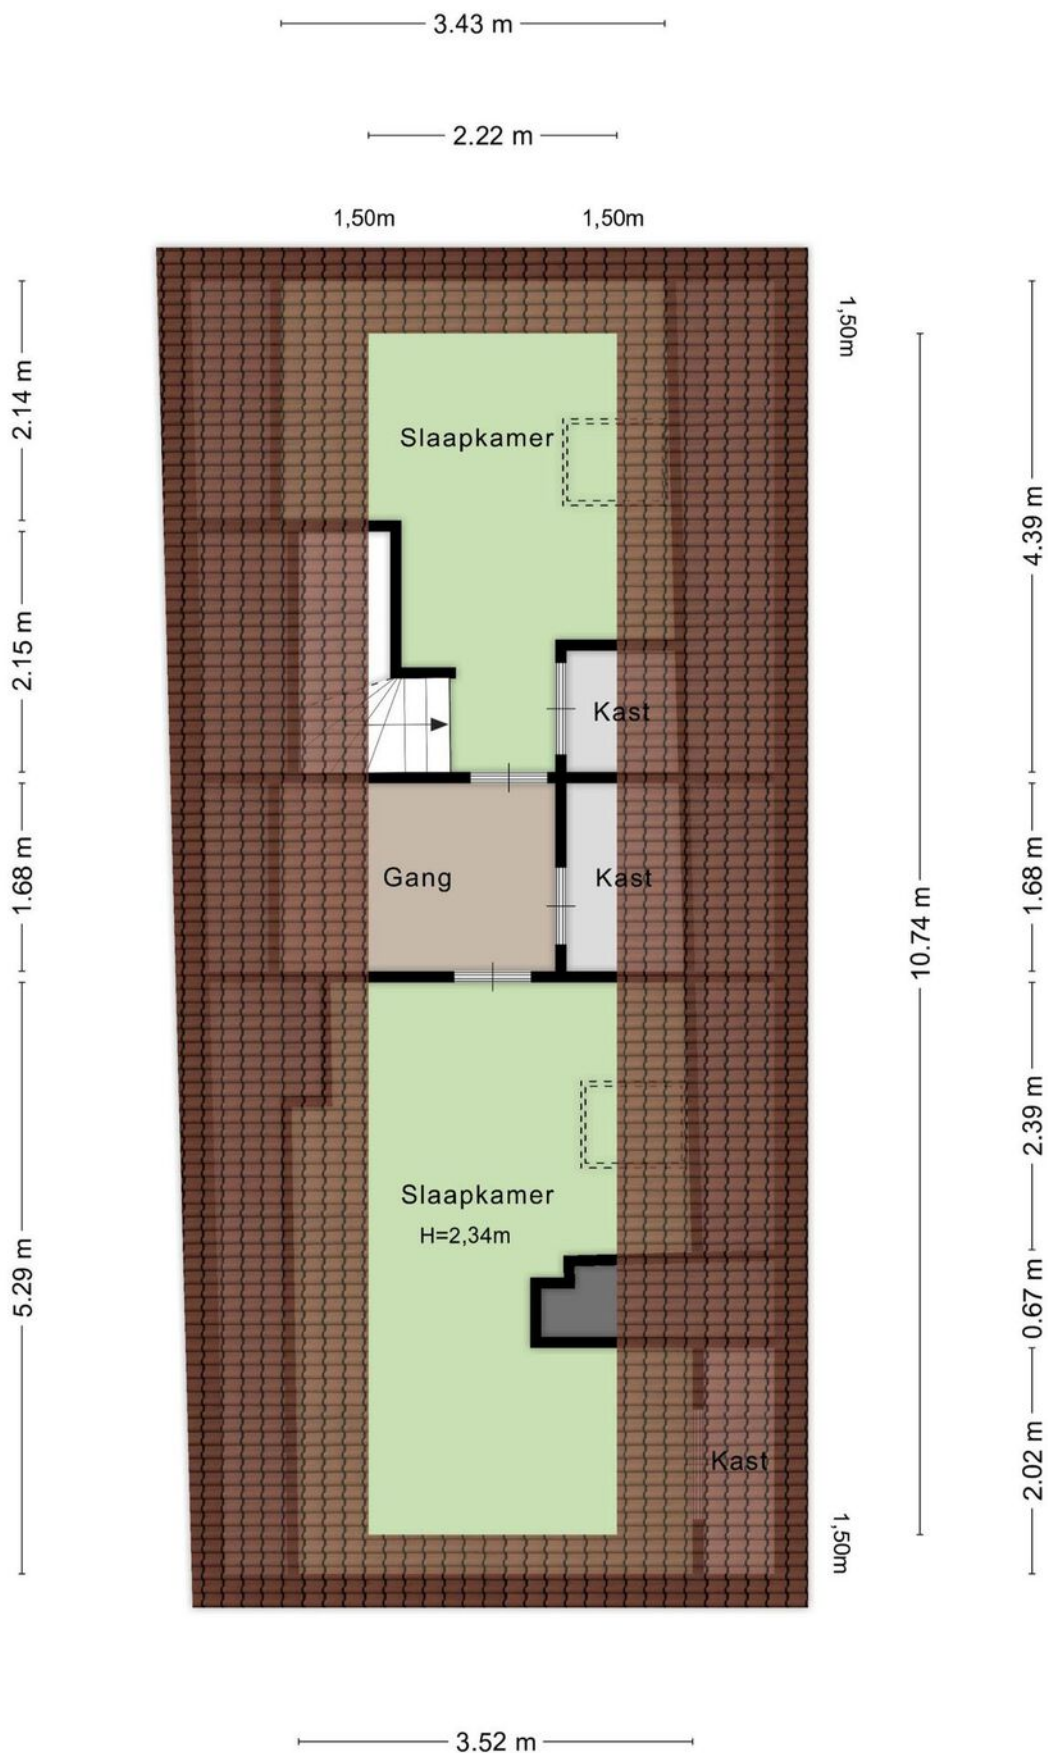 3.43 m
2.22 m
1,50m 1,50m
1,50m
2.14 m
Slaapkamer
4.39 m
2.15 m
Kast
1.68 m
Gang
Kast
1.68 m
10.74 m
2.39 m
Slaapkamer
H=2,34m
5.29 m
0.67 m
Kast
2.02 m
1,50m
3.52 m